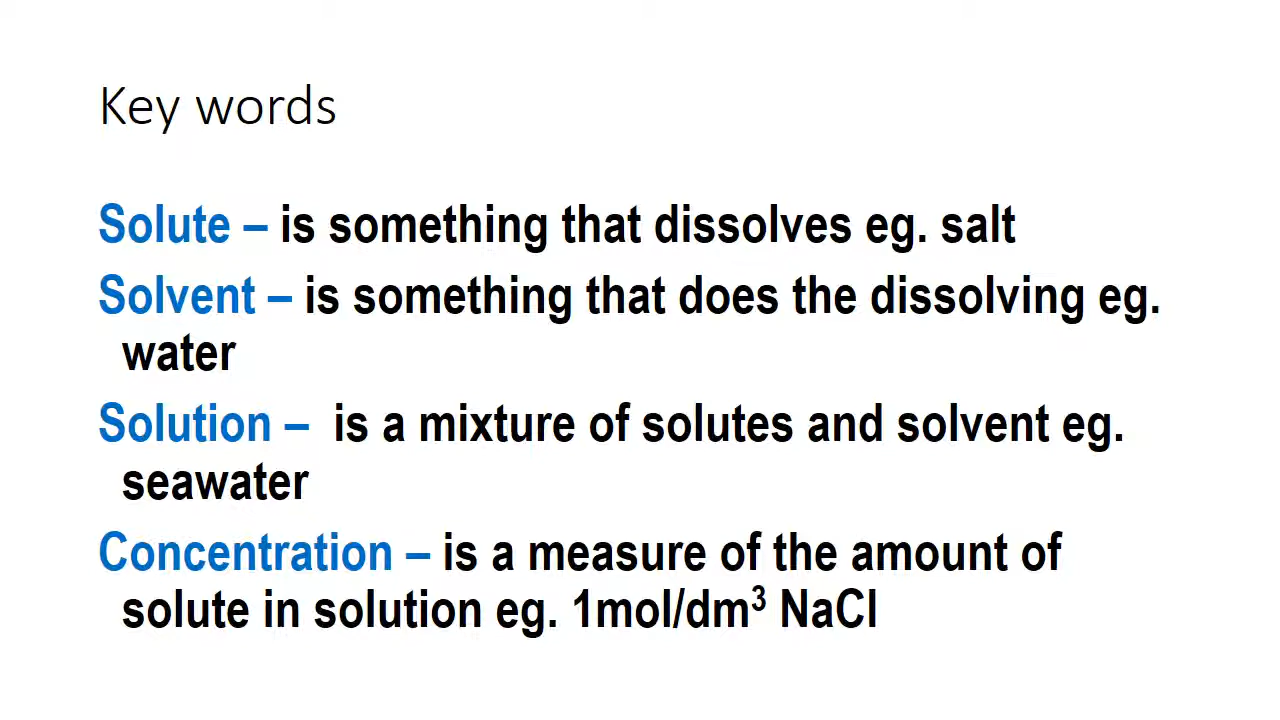 Key words
Solute – is something that dissolves eg. salt
Solvent – is something that does the dissolving eg.
water
Solution –  is a mixture of solutes and solvent eg.
seawater
Concentration – is a measure of the amount of
solute in solution eg. 1mol/dm³ NaCl